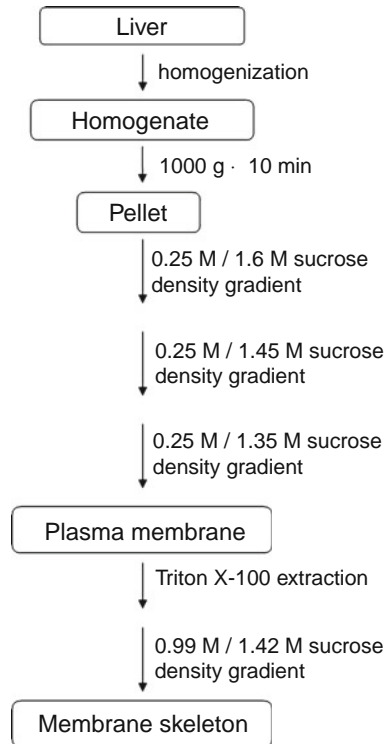 Liver
homogenization
Homogenate
1000 g · 10 min
Pellet
0.25 M / 1.6 M sucrose
density gradient
0.25 M / 1.45 M sucrose
density gradient
0.25 M / 1.35 M sucrose
density gradient
Plasma membrane
Triton X-100 extraction
0.99 M / 1.42 M sucrose
density gradient
Membrane skeleton